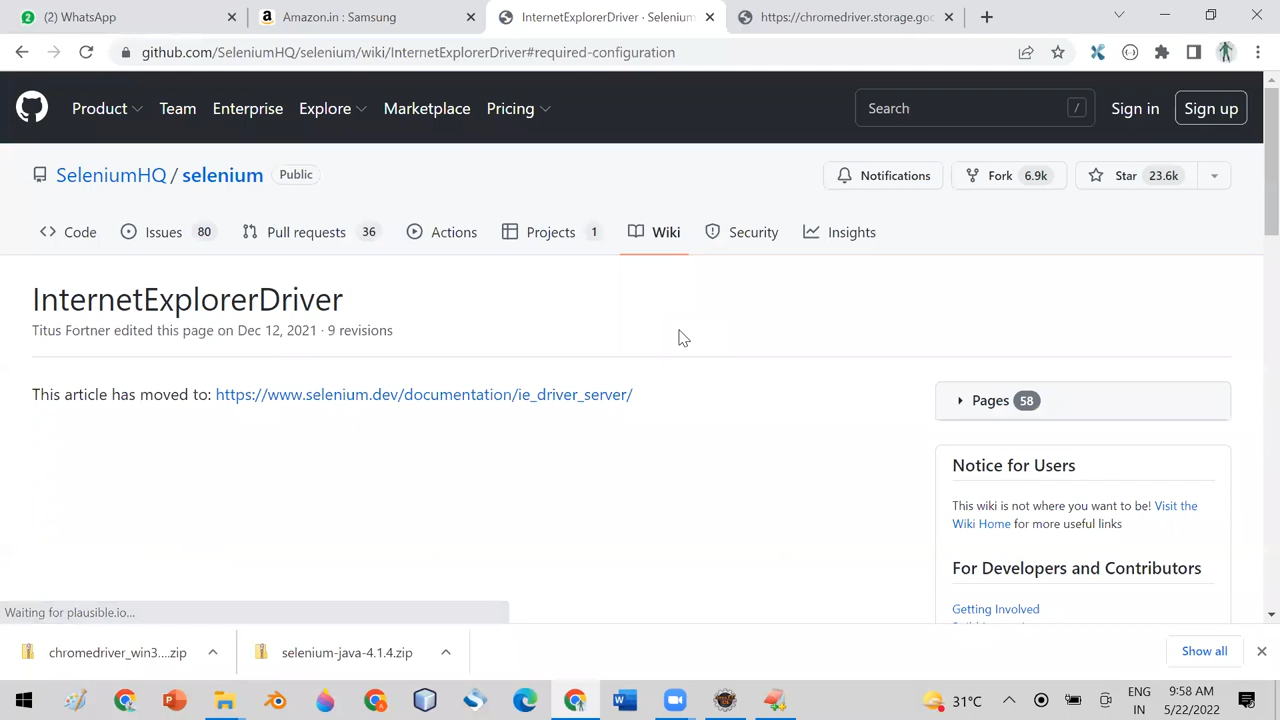 (2) WhatsApp
Amazon.in : Samsung
InternetExplorerDriver · Selenium
https://chromedriver.storage.goo
github.com/SeleniumHQ/selenium/wiki/InternetExplorerDriver#required-configuration
Product Team Enterprise Explore Marketplace Pricing Search / Sign in Sign up
SeleniumHQ / selenium Public
Notifications Fork 6.9k Star 23.6k
Code Issues 80 Pull requests 36 Actions Projects 1 Wiki Security Insights
InternetExplorerDriver
Titus Fortner edited this page on Dec 12, 2021 · 9 revisions
This article has moved to: https://www.selenium.dev/documentation/ie_driver_server/
Pages 58
Notice for Users
This wiki is not where you want to be! Visit the
Wiki Home for more useful links
For Developers and Contributors
Getting Involved
Waiting for plausible.io...
chromedriver_win3....zip
selenium-java-4.1.4.zip
Show all
31°C
ENG
IN
9:58 AM
5/22/2022